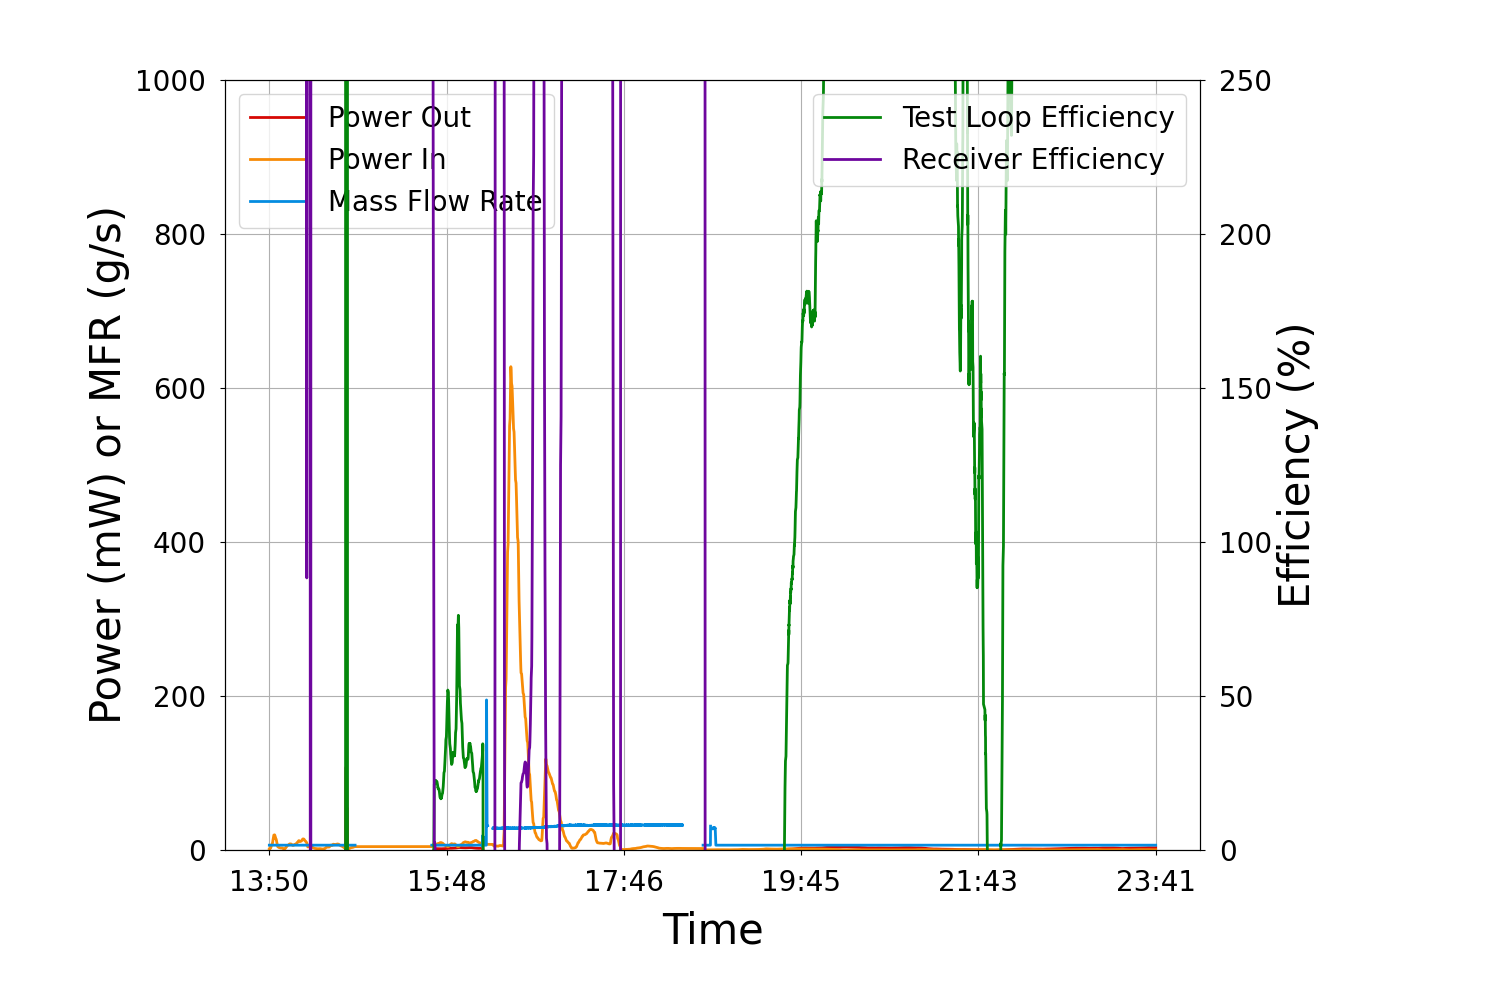 1000
800
600
400
200
0
Power (mW) or MFR (g/s)
Power Out
Power In
Mass Flow Rate
Test Loop Efficiency
Receiver Efficiency
250
200
150
100
50
0
Efficiency (%)
13:50 15:48 17:46 19:45 21:43 23:41
Time